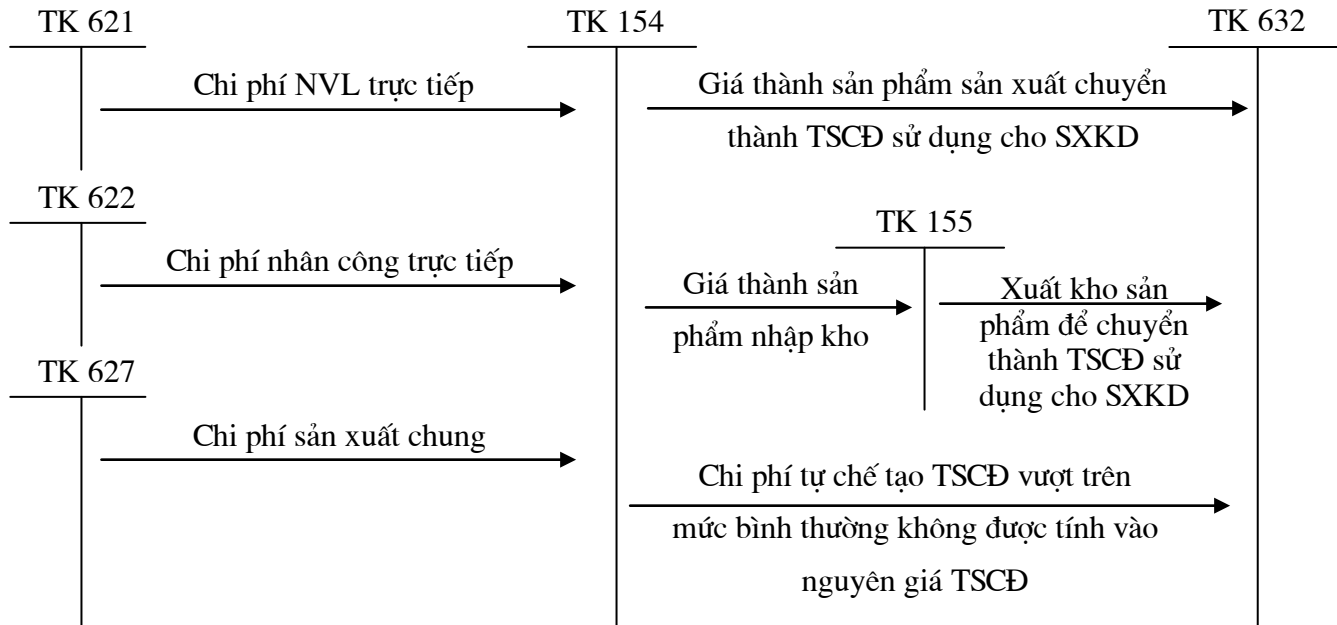 TK 621
TK 154
TK 632
Chi phí NVL trực tiếp
Giá thành sản phẩm sản xuất chuyển
thành TSCĐ sử dụng cho SXKD
TK 622
TK 155
Chi phí nhân công trực tiếp
Giá thành sản
phẩm nhập kho
Xuất kho sản
phẩm để chuyển
thành TSCĐ sử
dụng cho SXKD
TK 627
Chi phí sản xuất chung
Chi phí tự chế tạo TSCĐ vượt trên
mức bình thường không được tính vào
nguyên giá TSCĐ